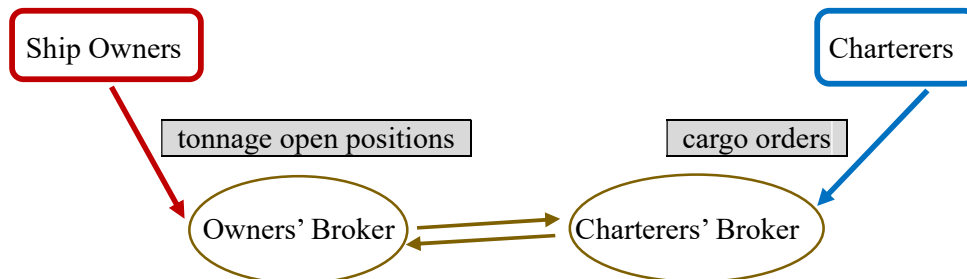 Ship Owners
Charterers
tonnage open positions
cargo orders
Owners’ Broker
Charterers’ Broker